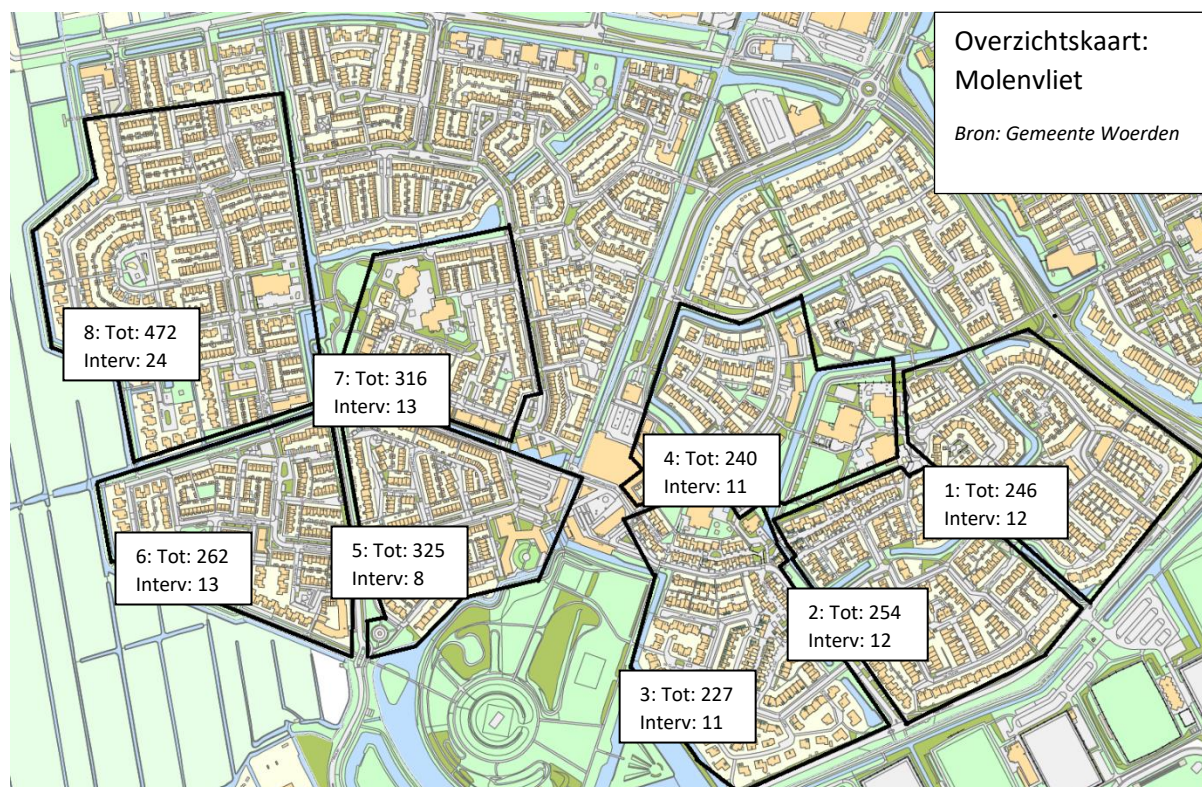 Overzichtskaart:
Molenvliet
Bron: Gemeente Woerden
8: Tot: 472
Interv: 24
7: Tot: 316
Interv: 13
4: Tot: 240
Interv: 11
1: Tot: 246
Interv: 12
6: Tot: 262
Interv: 13
5: Tot: 325
Interv: 8
2: Tot: 254
Interv: 12
3: Tot: 227
Interv: 11